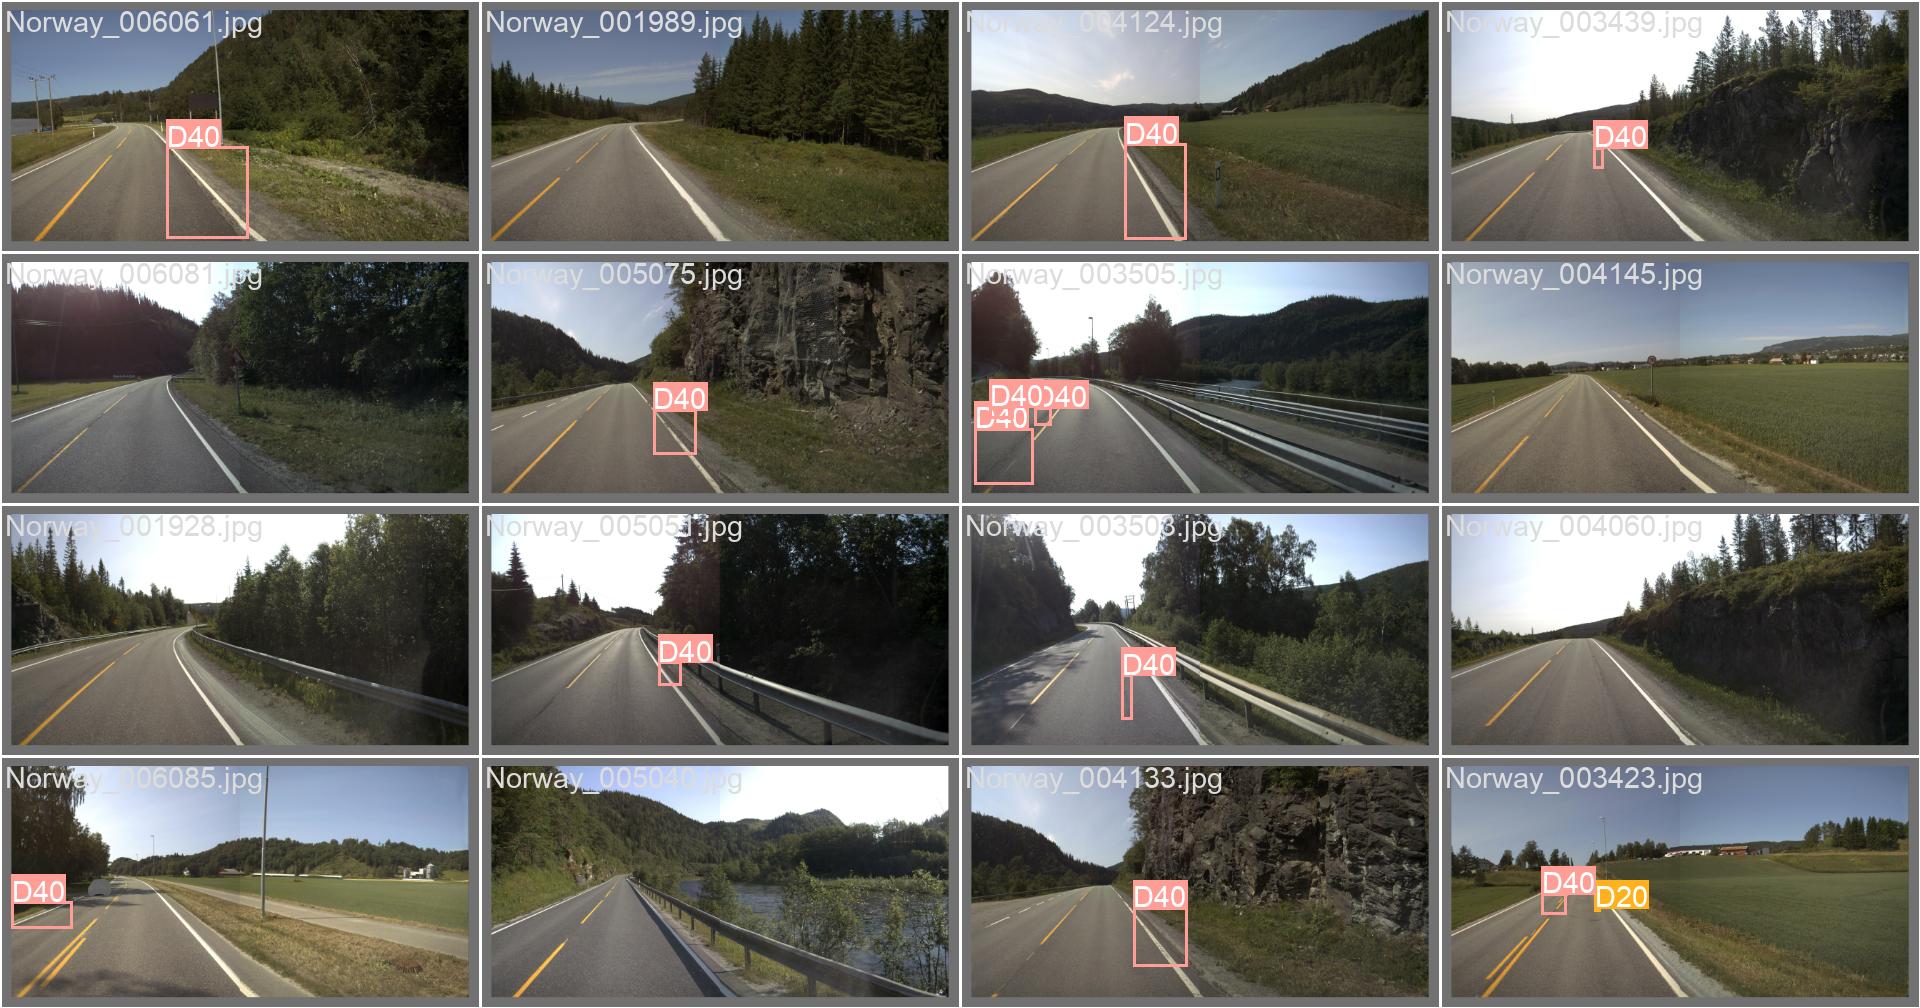 Norway_006061.jpg
Norway_001989.jpg
Norway_004124.jpg
Norway_003439.jpg
D40
D40
D40
Norway_006081.jpg
Norway_005075.jpg
Norway_003505.jpg
Norway_004145.jpg
D40
D40
D40
D40
Norway_001928.jpg
Norway_005051.jpg
Norway_003503.jpg
Norway_004060.jpg
D40
D40
Norway_006085.jpg
Norway_005040.jpg
Norway_004133.jpg
Norway_003423.jpg
D40
D40
D40
D20